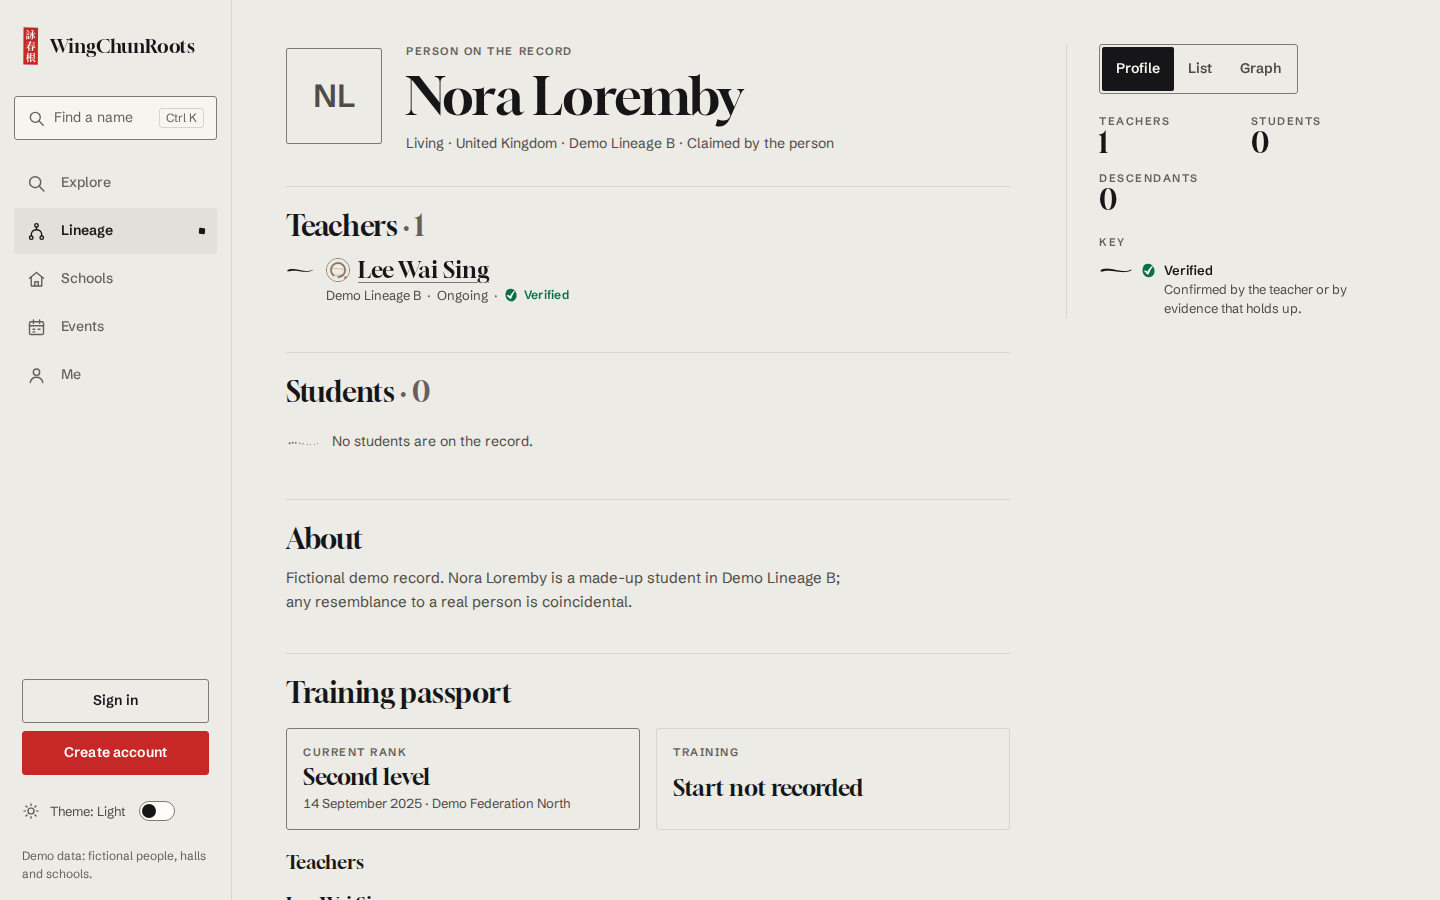 詠春根
WingChunRoots
Find a name
Ctrl K
Explore
Lineage
Schools
Events
Me
Sign in
Create account
Theme: Light
Demo data: fictional people, halls
and schools.
NL
PERSON ON THE RECORD
Nora Loremby
Living · United Kingdom · Demo Lineage B · Claimed by the person
Teachers · 1
Lee Wai Sing
Demo Lineage B · Ongoing · Verified
Students · 0
No students are on the record.
About
Fictional demo record. Nora Loremby is a made-up student in Demo Lineage B;
any resemblance to a real person is coincidental.
Training passport
CURRENT RANK
Second level
14 September 2025 · Demo Federation North
TRAINING
Start not recorded
Teachers
Profile
List
Graph
TEACHERS
1
STUDENTS
0
DESCENDANTS
0
KEY
Verified
Confirmed by the teacher or by
evidence that holds up.